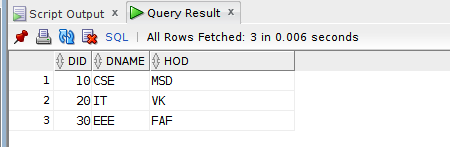 Script Output x Query Result x
SQL | All Rows Fetched: 3 in 0.006 seconds
DID DNAME HOD
1 10 CSE MSD
2 20 IT VK
3 30 EEE FAF